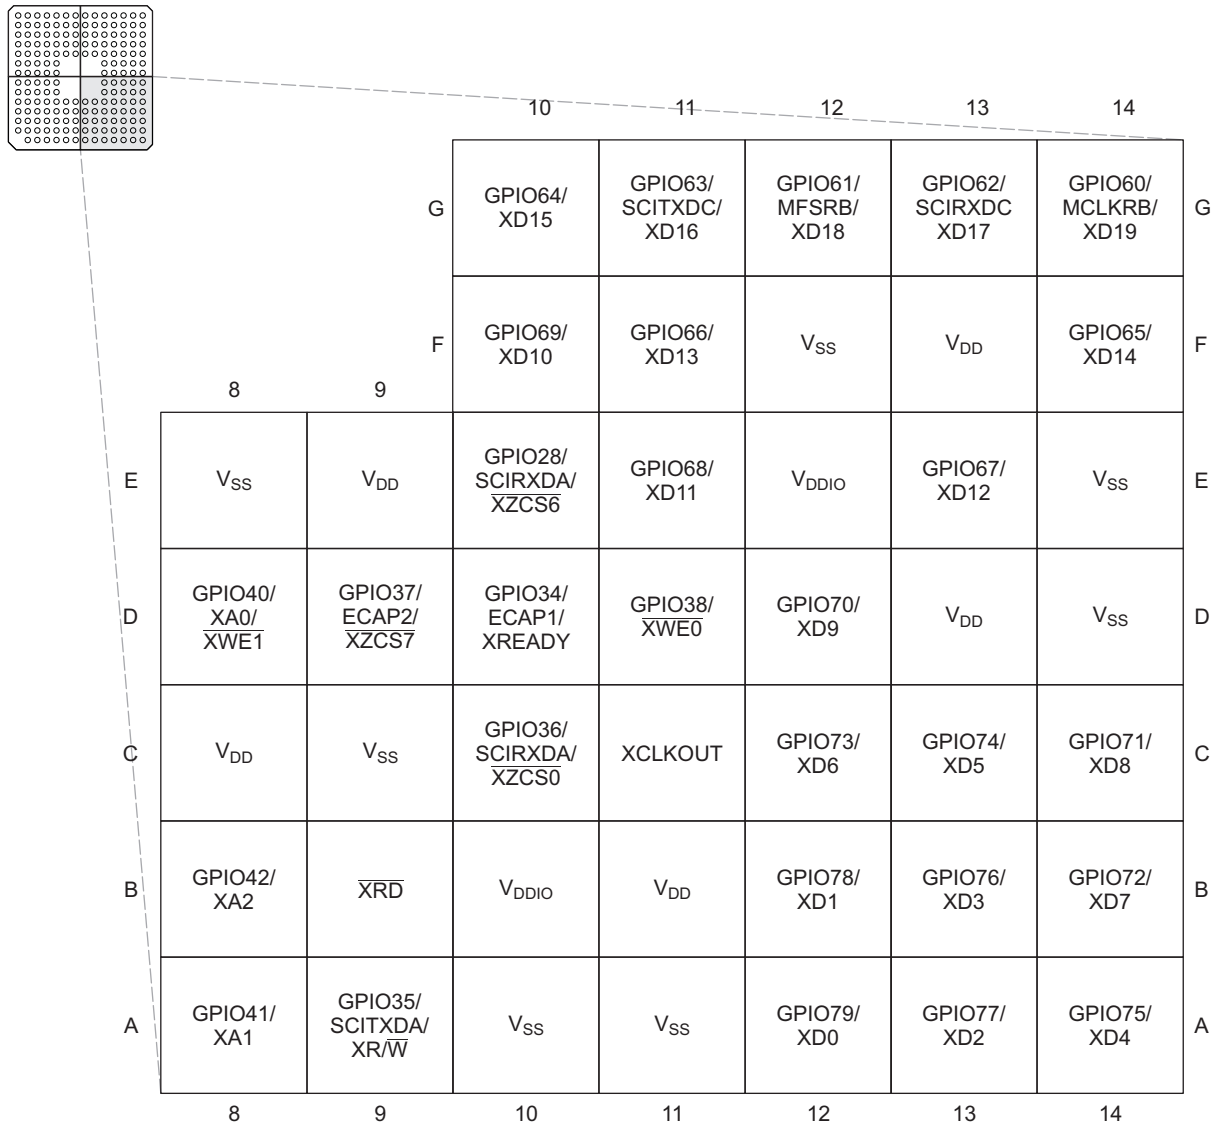 10 11 12 13 14
G GPIO64/ GPIO63/ GPIO61/ GPIO62/ GPIO60/ G
XD15 SCITXDC/ MFSRB/ SCIRXDC MCLKRB/
XD16 XD18 XD17 XD19
F GPIO69/ GPIO66/ VSS VDD GPIO65/ F
XD10 XD13 XD14
8 9
E VSS VDD GPIO28/ GPIO68/ VDDIO GPIO67/ VSS E
SCIRXDA/ XD11 XD12
XZCS6
D GPIO40/ GPIO37/ GPIO34/ GPIO38/ GPIO70/ VDD VSS D
XA0/ ECAP2/ ECAP1/ XWE0 XD9
XWE1 XZCS7 XREADY
C VDD VSS GPIO36/ XCLKOUT GPIO73/ GPIO74/ GPIO71/ C
SCIRXDA/ XD6 XD5 XD8
XZCS0
B GPIO42/ XRD VDDIO VDD GPIO78/ GPIO76/ GPIO72/ B
XA2 XD1 XD3 XD7
A GPIO41/ GPIO35/ VSS VSS GPIO79/ GPIO77/ GPIO75/ A
XA1 SCITXDA/ XD0 XD2 XD4
XR/W
8 9 10 11 12 13 14